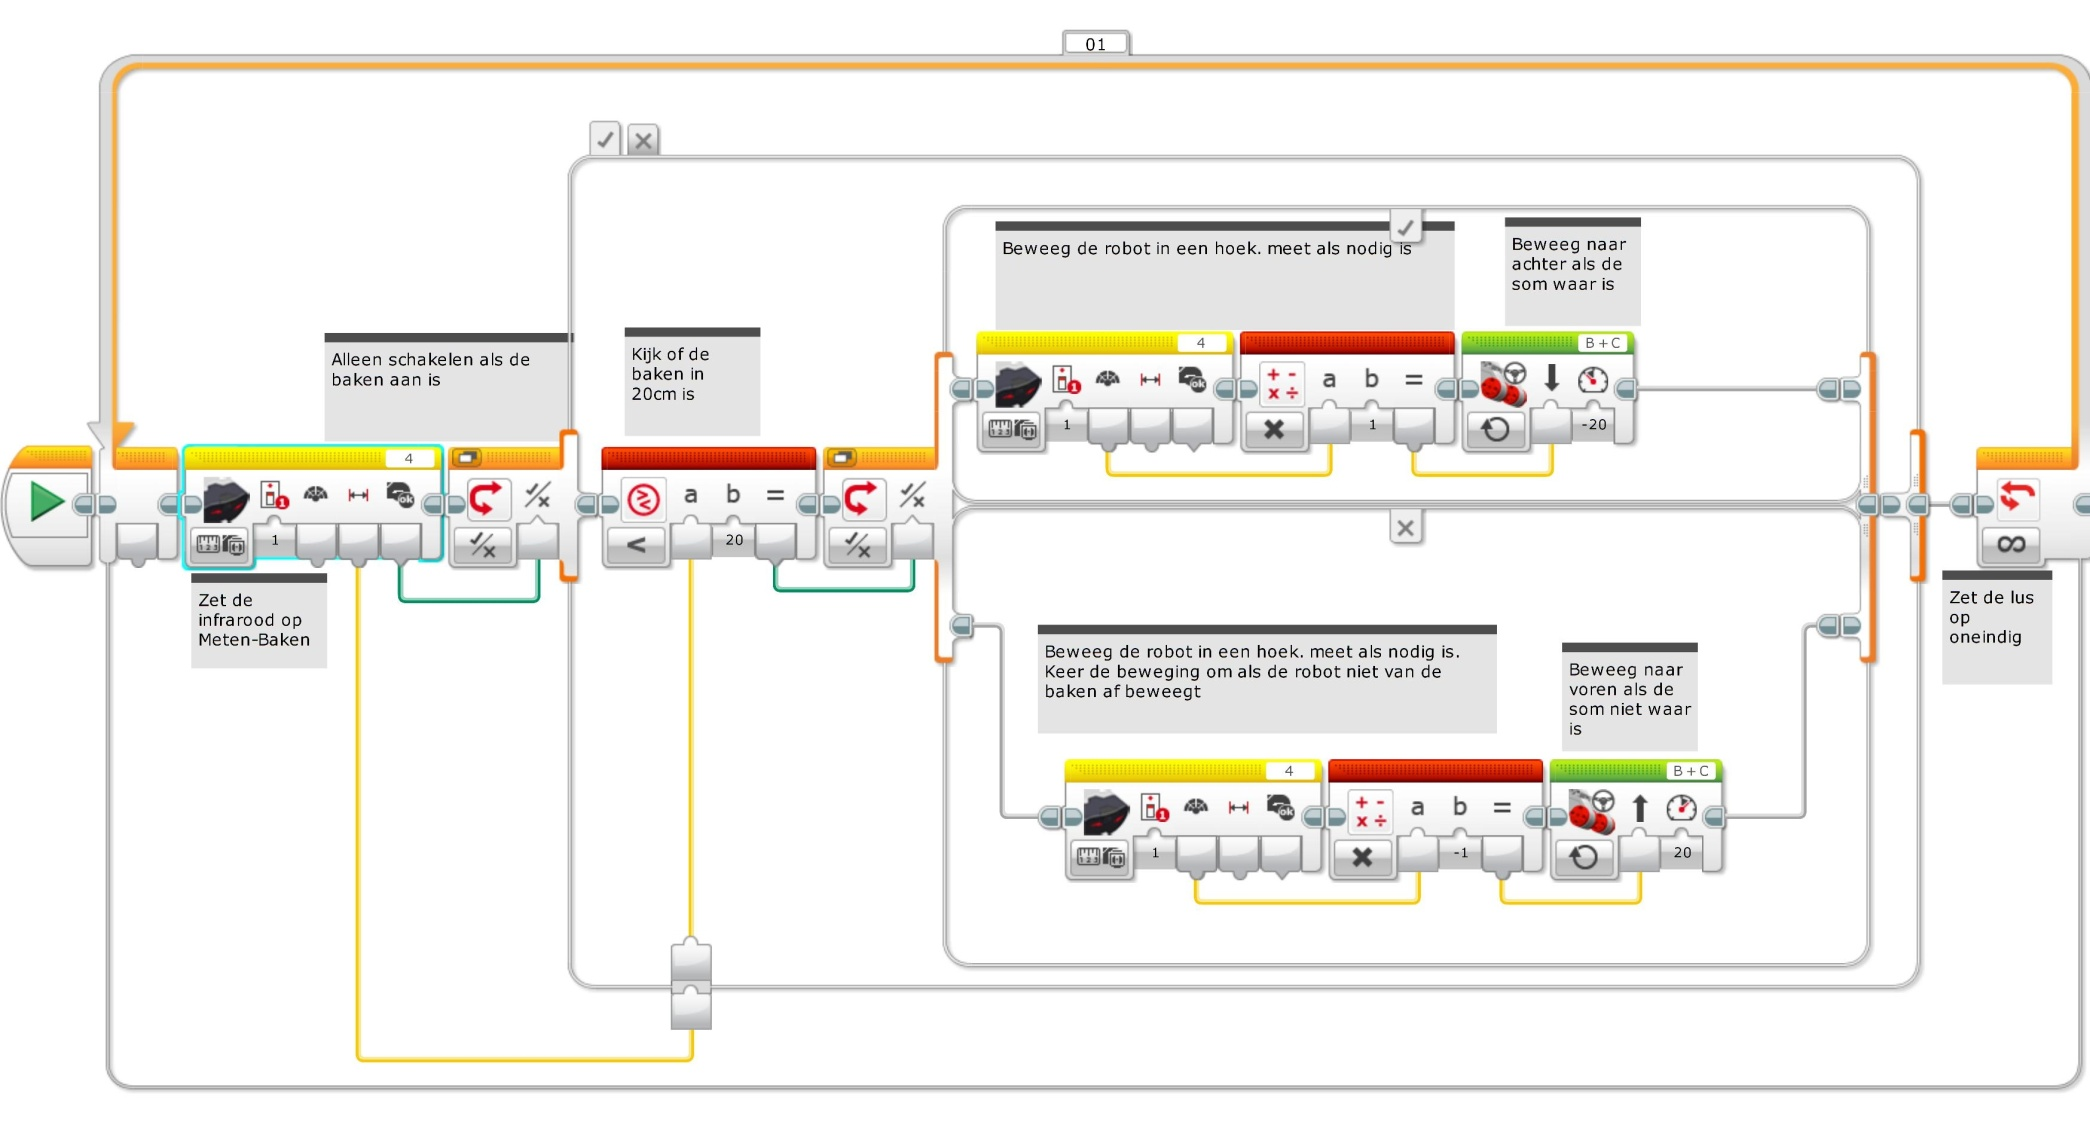 01
Alleen schakelen als de
baken aan is
4
1
Zet de
infrarood op
Meten-Baken
Kijk of de
baken in
20cm is
a b =
< 20
Beweeg de robot in een hoek. meet als nodig is
Beweeg naar
achter als de
som waar is
4
ok
1
+ - x ÷
a b =
1
B+C
-20
Beweeg de robot in een hoek. meet als nodig is.
Keer de beweging om als de robot niet van de
baken af beweegt
Beweeg naar
voren als de
som niet waar
is
4
ok
1
+ - x ÷
a b =
-1
B+C
20
∞
Zet de lus
op
oneindig